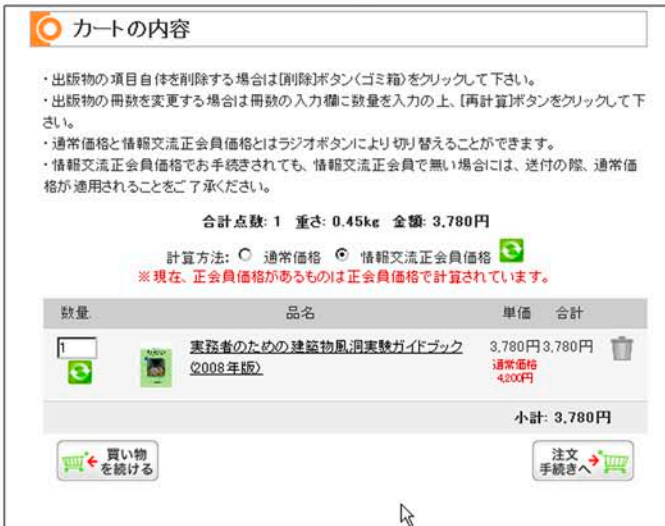 カートの内容
・出版物の項目自体を削除する場合は[削除]ボタン(ゴミ箱)をクリックして下さい。
・出版物の冊数を変更する場合は冊数の入力欄に数量を入力の上、[再計算]ボタンをクリックして下
さい。
・通常価格と情報交流正会員価格とはラジオボタンにより切り替えることができます。
・情報交流正会員価格でお手続きされても、情報交流正会員で無い場合には、送付の際、通常価
格が適用されることをご了承ください。
合計点数: 1 重さ: 0.45kg 金額: 3,780円
計算方法: 通常価格 情報交流正会員価格
※現在、正会員価格があるものは正会員価格で計算されています。
数量 品名 単価 合計
1 実務者のための建築物風洞実験ガイドブック 3,780円 3,780円
(2008年版) 通常価格
4,200円
小計: 3,780円
買い物
を続ける
注文
手続きへ